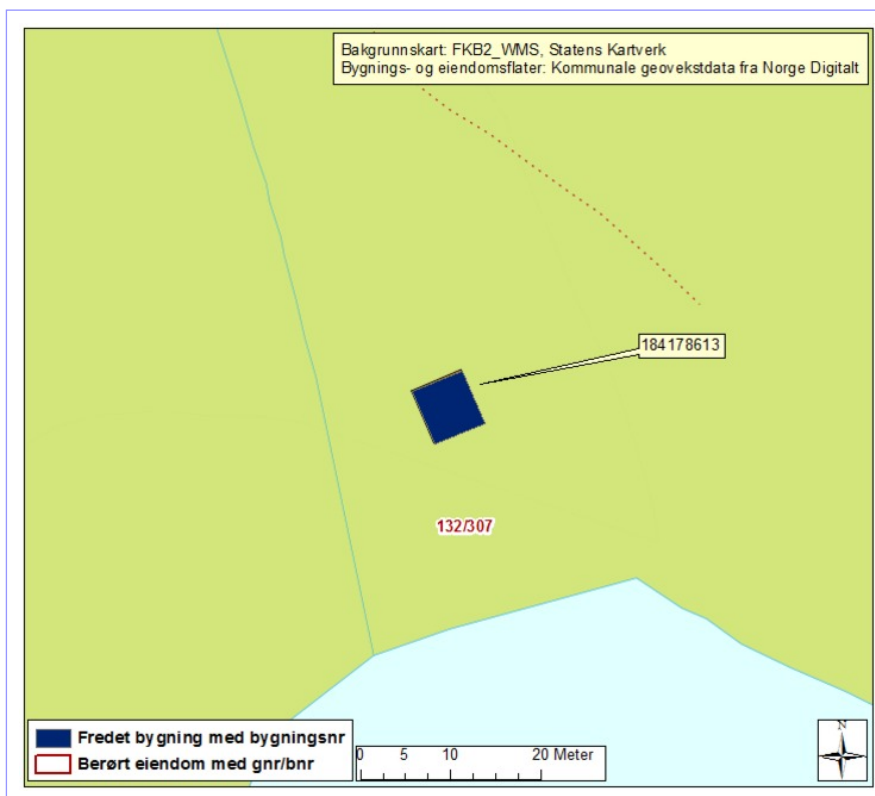 Bakgrunnskart: FKB2_WMS, Statens Kartverk
Bygnings- og eiendomsflater: Kommunale geovekstdata fra Norge Digitalt
184178613
132/307
Fredet bygning med bygningsnr
Berørt eiendom med gnr/bnr
0 5 10 20 Meter
N